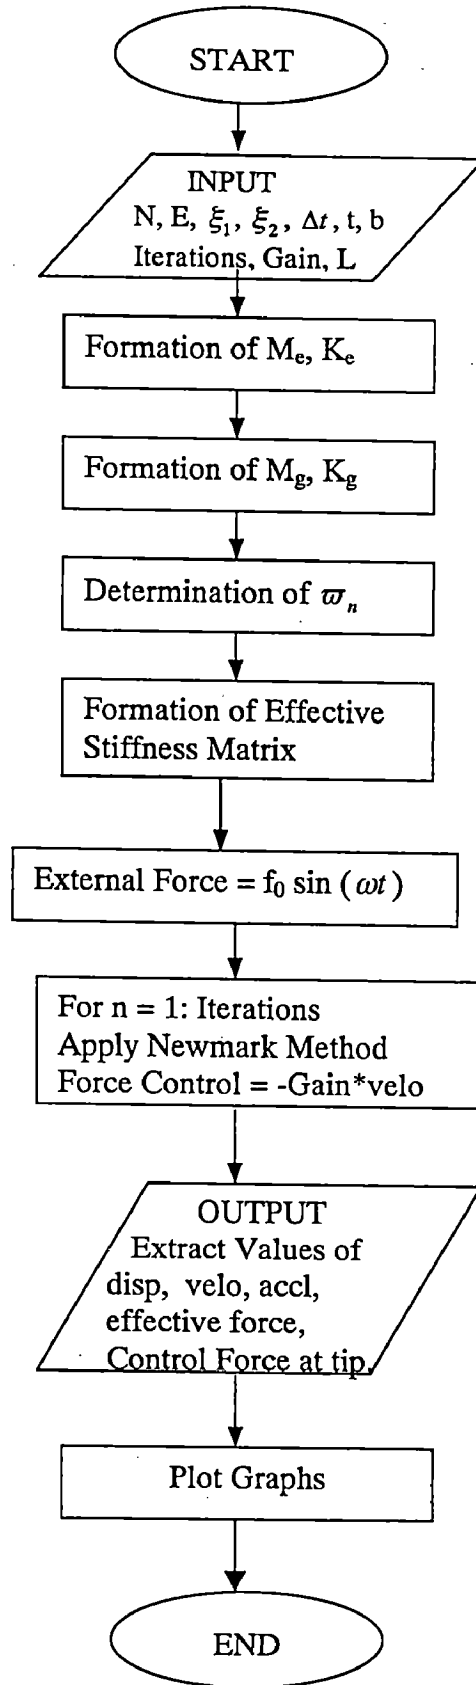 START
INPUT
N, E, ξ₁, ξ₂, Δt, t, b
Iterations, Gain, L
Formation of Mₑ, Kₑ
Formation of M_g, K_g
Determination of ϖₙ
Formation of Effective
Stiffness Matrix
External Force = f₀ sin (ωt)
For n = 1: Iterations
Apply Newmark Method
Force Control = -Gain*velo
OUTPUT
Extract Values of
disp, velo, accl,
effective force,
Control Force at tip.
Plot Graphs
END